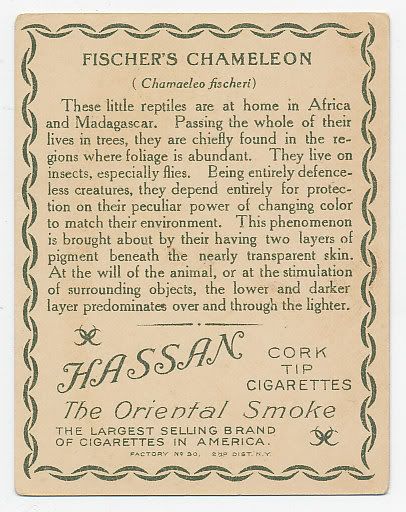 FISCHER'S CHAMELEON
(Chamaeleo fischeri)
These little reptiles are at home in Africa
and Madagascar. Passing the whole of their
lives in trees, they are chiefly found in the re-
gions where foliage is abundant. They live on
insects, especially flies. Being entirely defence-
less creatures, they depend entirely for protec-
tion on their peculiar power of changing color
to match their environment. This phenomenon
is brought about by their having two layers of
pigment beneath the nearly transparent skin.
At the will of the animal, or at the stimulation
of surrounding objects, the lower and darker
layer predominates over and through the lighter.
HASSAN
CORK
TIP
CIGARETTES
The Oriental Smoke
THE LARGEST SELLING BRAND
OF CIGARETTES IN AMERICA.
FACTORY No 30, 2ND DIST. N.Y.